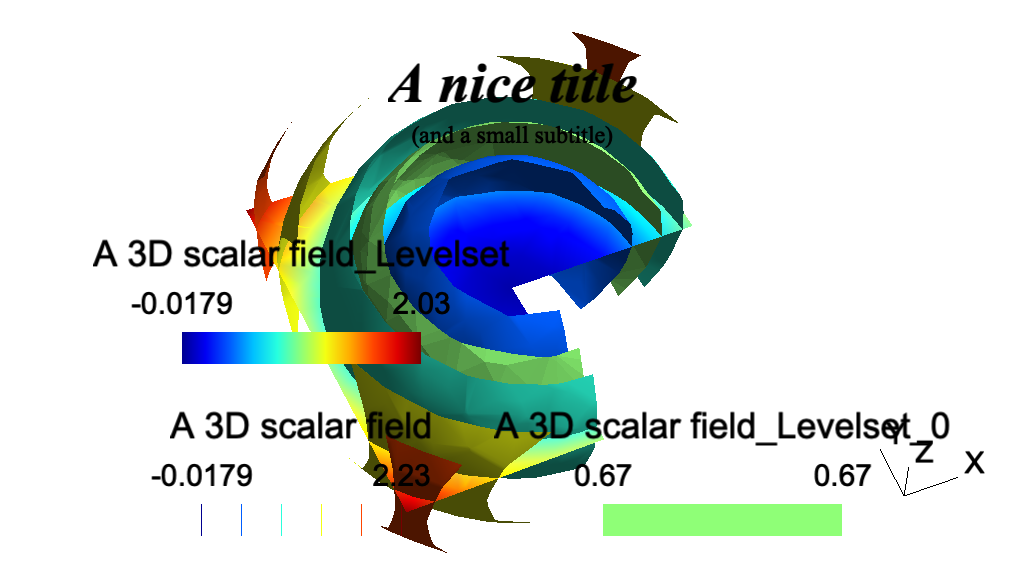 A nice title
(and a small subtitle)
A 3D scalar field_Levelset
-0.0179 2.03
A 3D scalar field
-0.0179 2.23
A 3D scalar field_Levelset_0
0.67 0.67
Y
Z
X